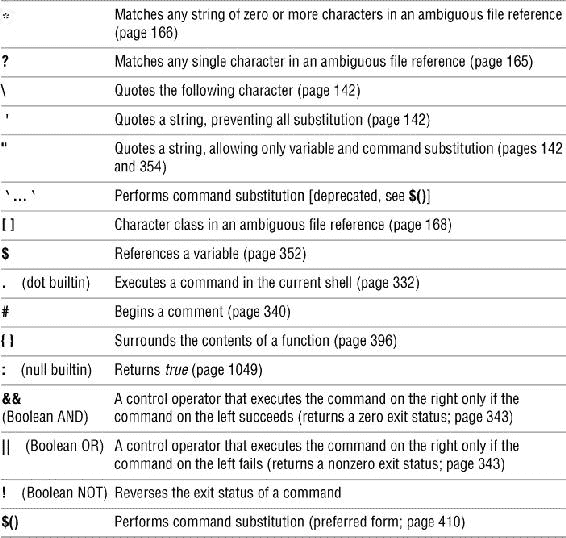 * Matches any string of zero or more characters in an ambiguous file reference
(page 166)
? Matches any single character in an ambiguous file reference (page 165)
\ Quotes the following character (page 142)
' Quotes a string, preventing all substitution (page 142)
" Quotes a string, allowing only variable and command substitution (pages 142
and 354)
`...` Performs command substitution [deprecated, see $()]
[ ] Character class in an ambiguous file reference (page 168)
$ References a variable (page 352)
. (dot builtin) Executes a command in the current shell (page 332)
# Begins a comment (page 340)
{ } Surrounds the contents of a function (page 396)
: (null builtin) Returns true (page 1049)
&& A control operator that executes the command on the right only if the
(Boolean AND) command on the left succeeds (returns a zero exit status; page 343)
|| (Boolean OR) A control operator that executes the command on the right only if the
command on the left fails (returns a nonzero exit status; page 343)
! (Boolean NOT) Reverses the exit status of a command
$() Performs command substitution (preferred form; page 410)